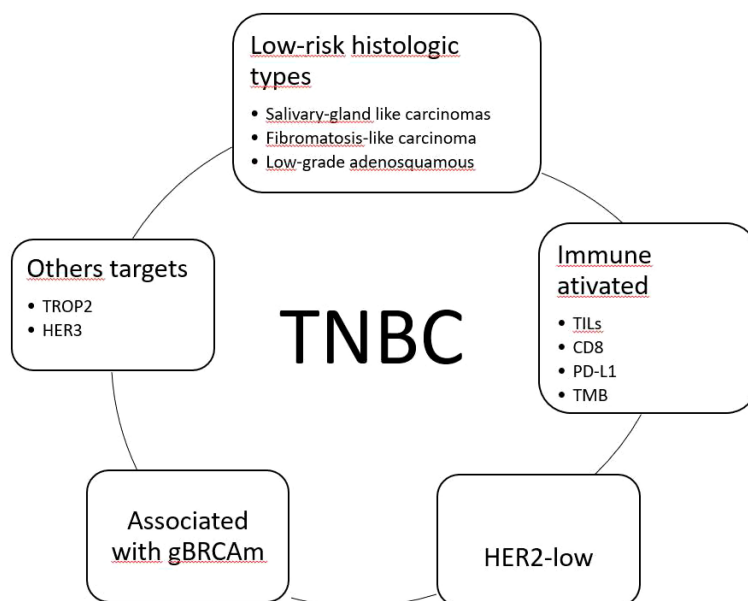 Low-risk histologic
types
• Salivary-gland like carcinomas
• Fibromatosis-like carcinoma
• Low-grade adenosquamous
Immune
ativated
• TILs
• CD8
• PD-L1
• TMB
HER2-low
Associated
with gBRCAm
Others targets
• TROP2
• HER3
TNBC